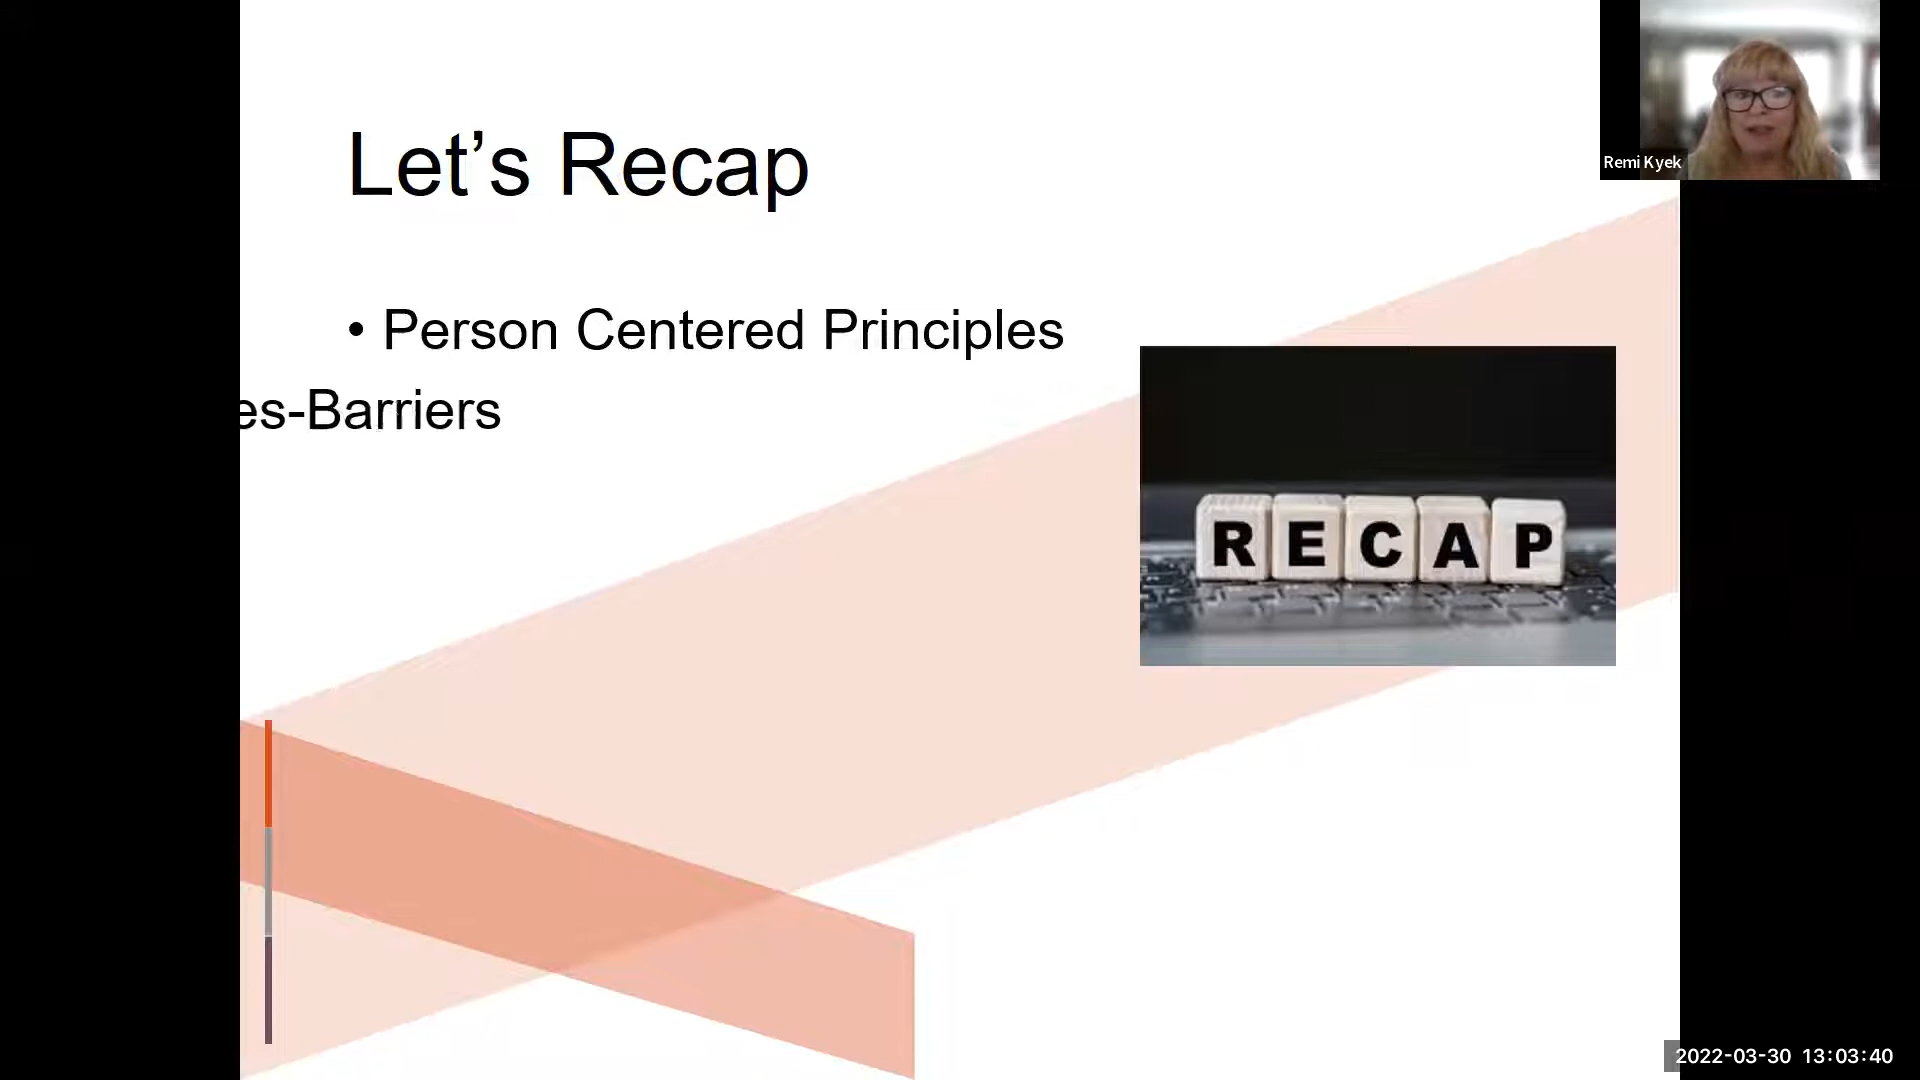 Let’s Recap
• Person Centered Principles
es-Barriers
RECAP
Remi Kyek
2022-03-30 13:03:40